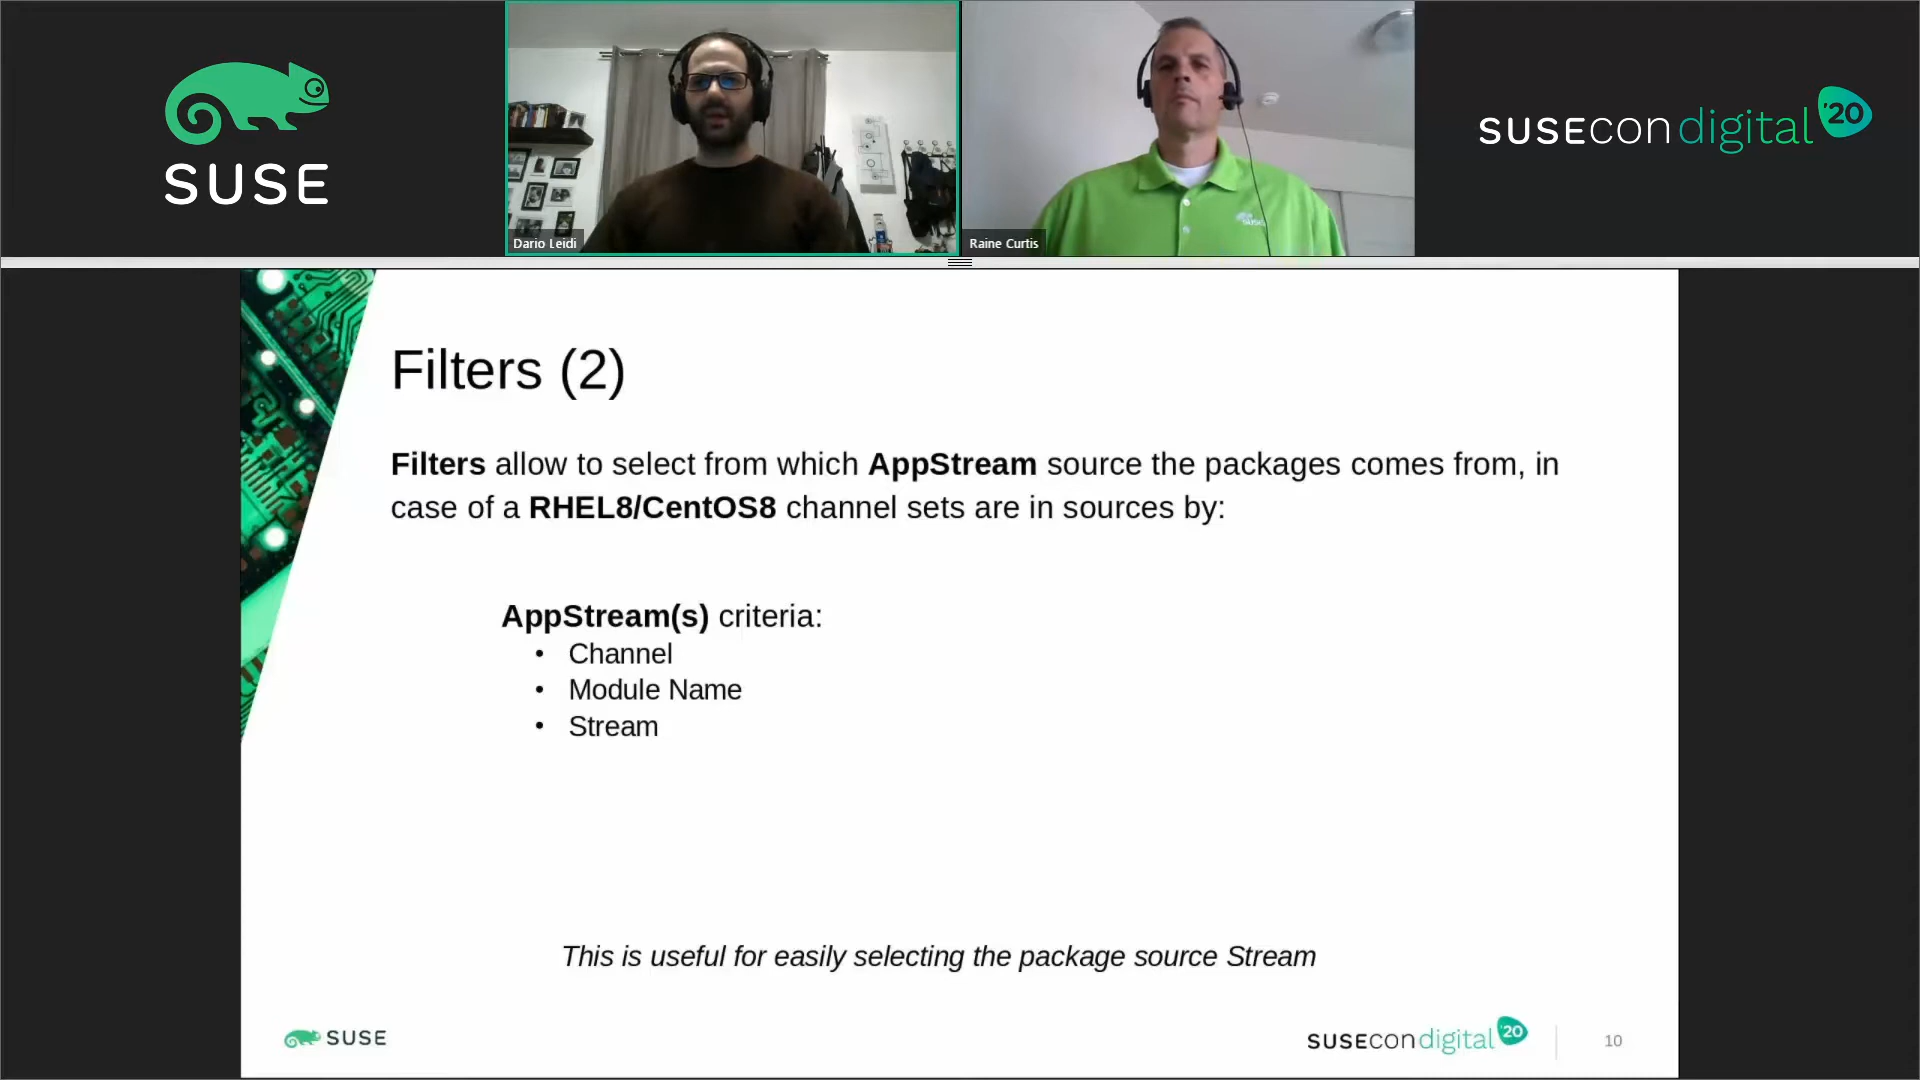 SUSE
Dario Leidi
Raine Curtis
SUSEcon digital '20
Filters (2)
Filters allow to select from which AppStream source the packages comes from, in
case of a RHEL8/CentOS8 channel sets are in sources by:
AppStream(s) criteria:
• Channel
• Module Name
• Stream
This is useful for easily selecting the package source Stream
SUSE
SUSEcon digital '20
10